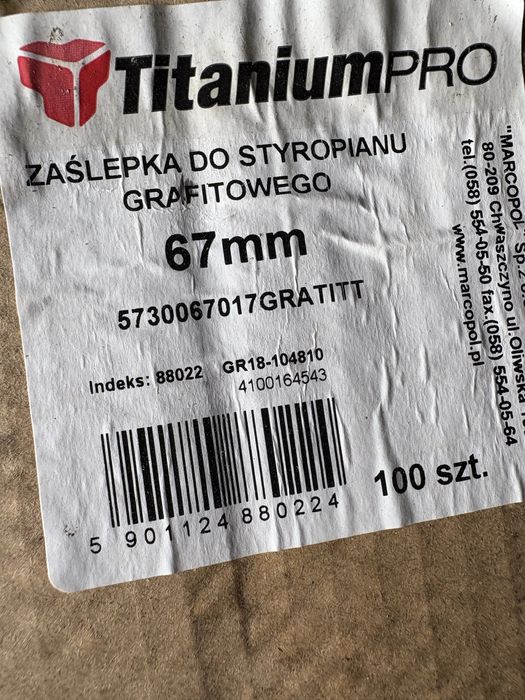 TitaniumPRO
ZAŚLEPKA DO STYROPIANU
GRAFITOWEGO
67mm
5730067017GRATITT
Indeks: 88022 GR18-104810
4100164543
5 901124 880224
100 szt.
"MARCOPOL" Sp.z o.
80-209 Chwaszczyno ul.Oliwska
tel.(058) 554-05-50 fax.(058) 554-05-64
www.marcopol.pl